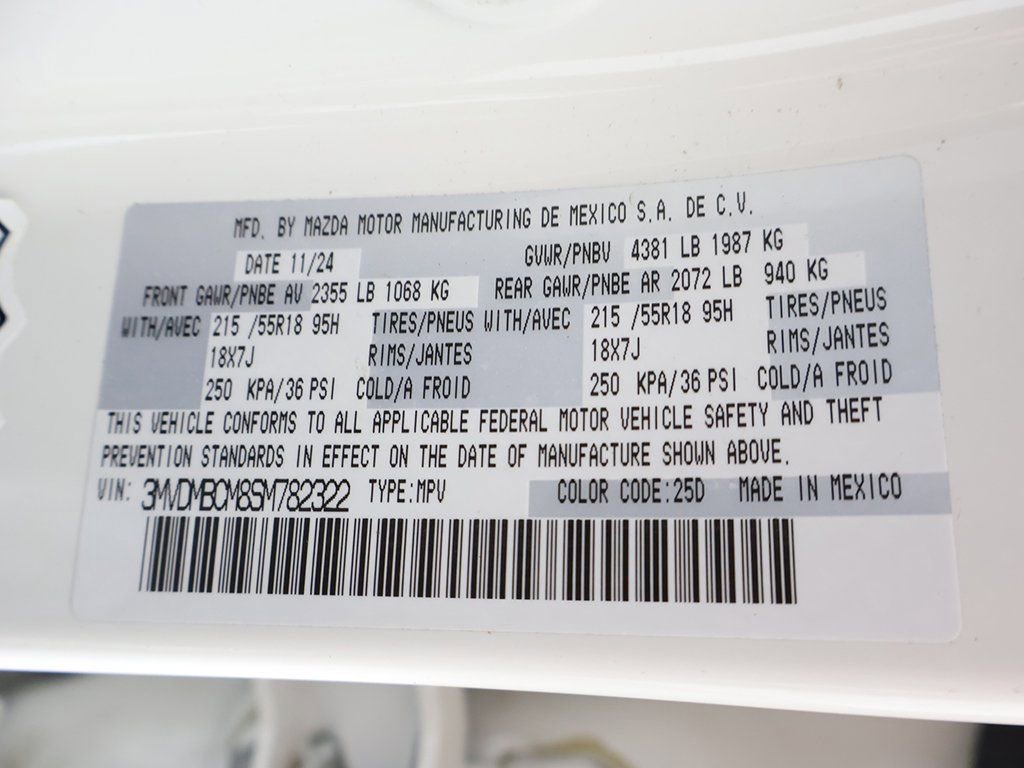 MFD. BY MAZDA MOTOR MANUFACTURING DE MEXICO S.A. DE C.V.
DATE 11/24 GVWR/PNBV 4381 LB 1987 KG
FRONT GAWR/PNBE AV 2355 LB 1068 KG REAR GAWR/PNBE AR 2072 LB 940 KG
WITH/AVEC 215 /55R18 95H TIRES/PNEUS WITH/AVEC 215 /55R18 95H TIRES/PNEUS
18X7J RIMS/JANTES 18X7J RIMS/JANTES
250 KPA/36 PSI COLD/A FROID 250 KPA/36 PSI COLD/A FROID
THIS VEHICLE CONFORMS TO ALL APPLICABLE FEDERAL MOTOR VEHICLE SAFETY AND THEFT
PREVENTION STANDARDS IN EFFECT ON THE DATE OF MANUFACTURE SHOWN ABOVE.
VIN: 3MVDMBCM8SM782322 TYPE:MPV COLOR CODE:25D MADE IN MEXICO